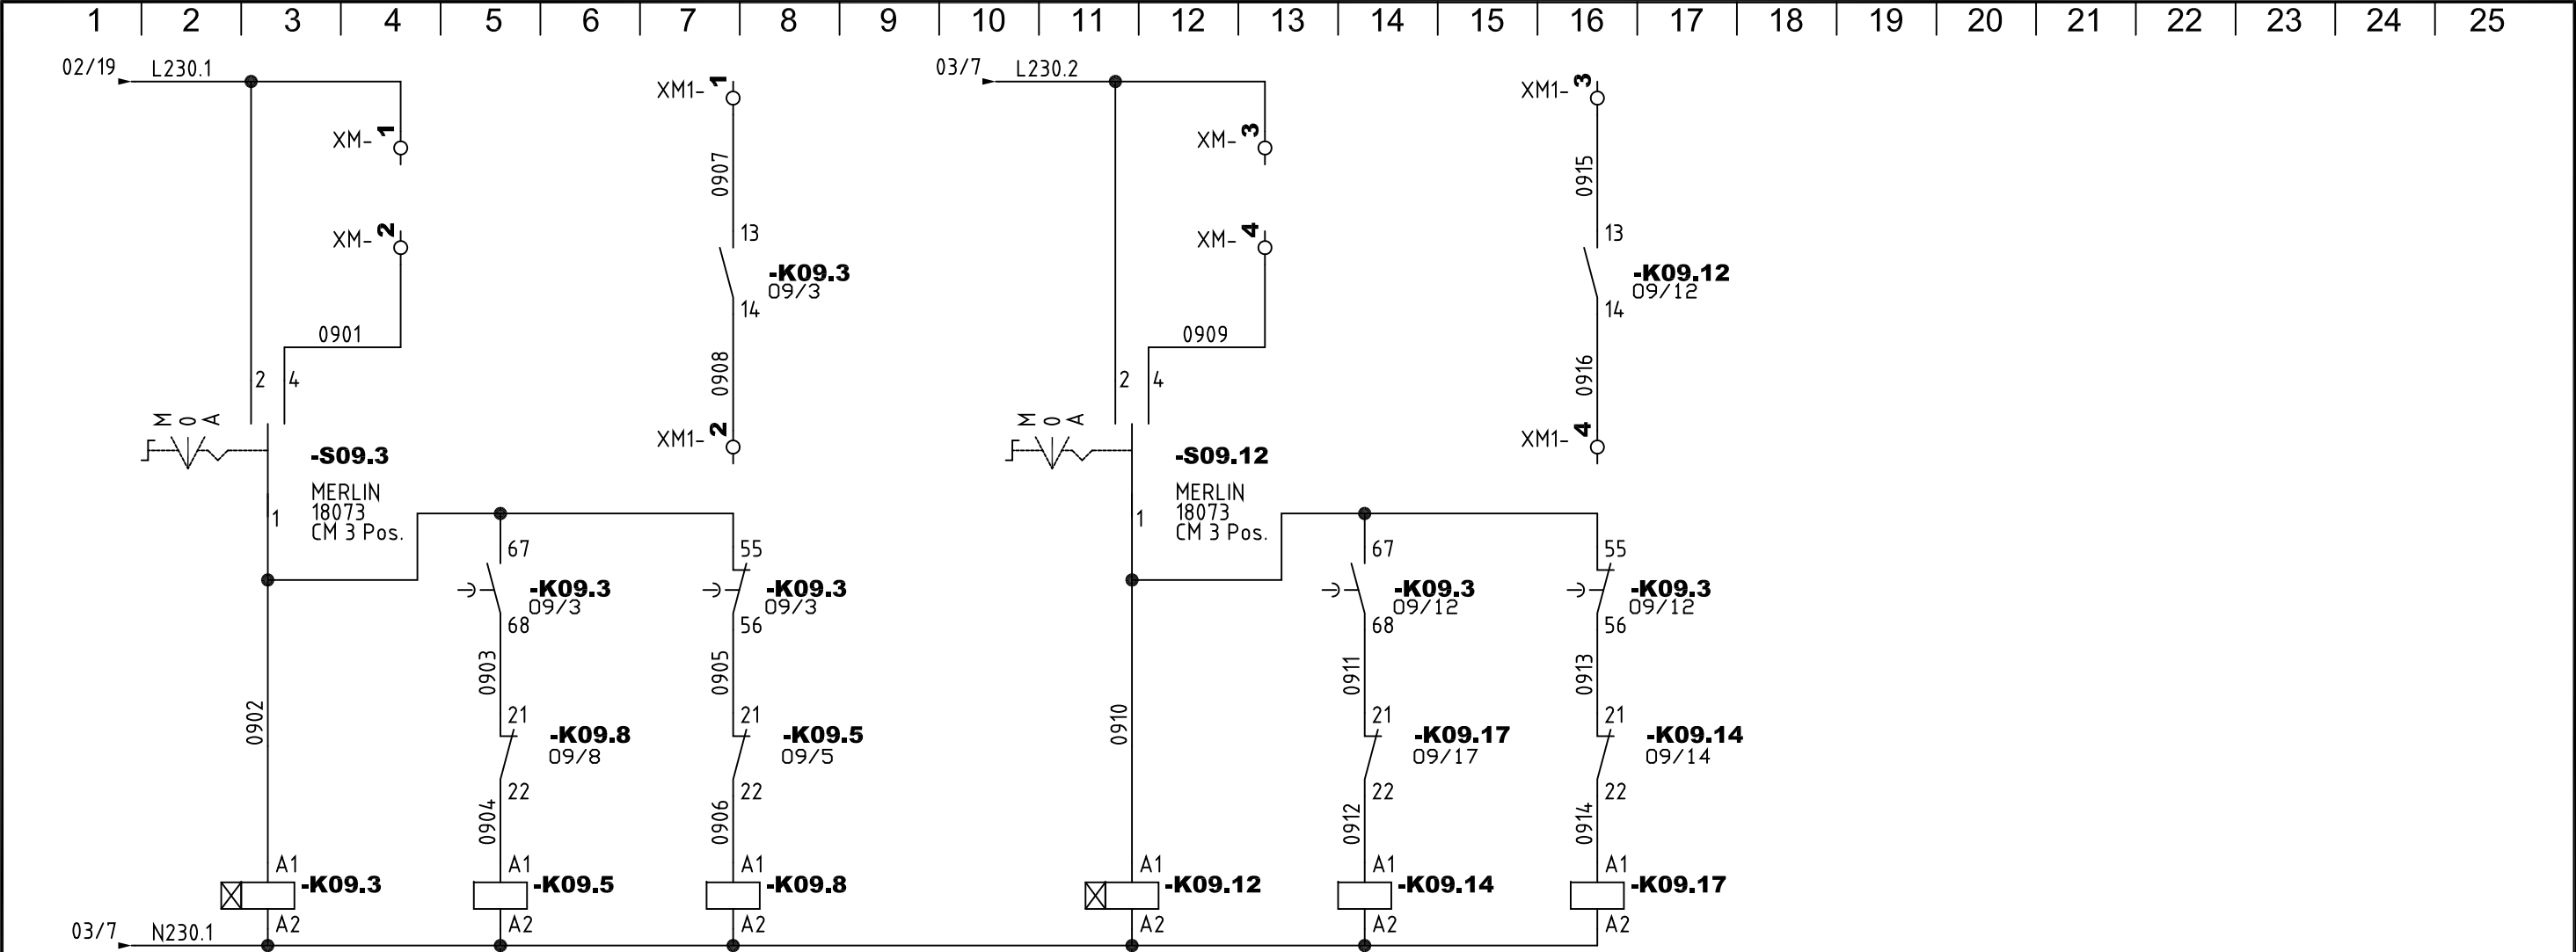 1 2 3 4 5 6 7 8 9 10 11 12 13 14 15 16 17 18 19 20 21 22 23 24 25
02/19 L230.1
XM- 1
XM- 2
0901
2 4
M 0 A
-S09.3
MERLIN
18073
CM 3 Pos.
1
0902
A1
-K09.3
A2
03/7 N230.1
67
-K09.3
09/3
68
0903
21
-K09.8
09/8
22
0904
A1
-K09.5
A2
XM1- 1
0907
13
-K09.3
09/3
14
0908
XM1- 2
55
-K09.3
09/3
56
0905
21
-K09.5
09/5
22
0906
A1
-K09.8
A2
03/7 L230.2
XM- 3
XM- 4
0909
2 4
M 0 A
-S09.12
MERLIN
18073
CM 3 Pos.
1
0910
A1
-K09.12
A2
67
-K09.3
09/12
68
0911
21
-K09.17
09/17
22
0912
A1
-K09.14
A2
XM1- 3
0915
13
-K09.12
09/12
14
0916
XM1- 4
55
-K09.3
09/12
56
0913
21
-K09.14
09/14
22
0914
A1
-K09.17
A2